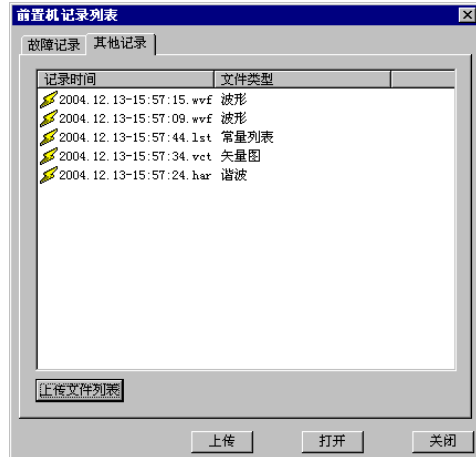 前置机记录列表
故障记录 其他记录
记录时间 文件类型
2004.12.13-15:57:15.wvf 波形
2004.12.13-15:57:09.wvf 波形
2004.12.13-15:57:44.lst 常量列表
2004.12.13-15:57:34.vct 矢量图
2004.12.13-15:57:24.har 谐波
上传文件列表
上传 打开 关闭